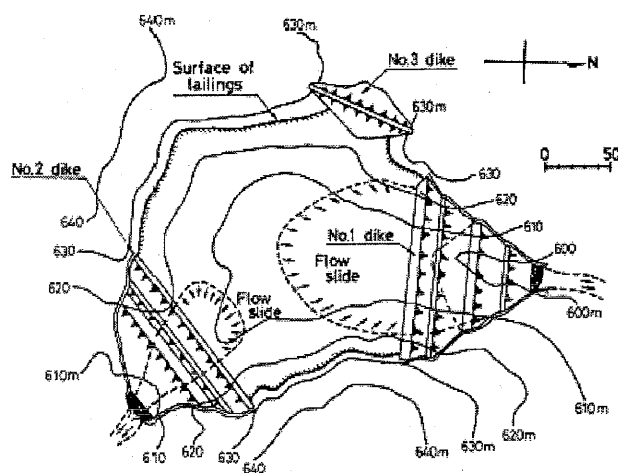 640m
630m
No.3 dike
N
Surface of
tailings
630m
0 50
No.2 dike
630
640
620
610
630
No.1 dike
600
620
Flow
slide
Flow
slide
600m
610m
610m
610
620
630
640
640m
630m
620m